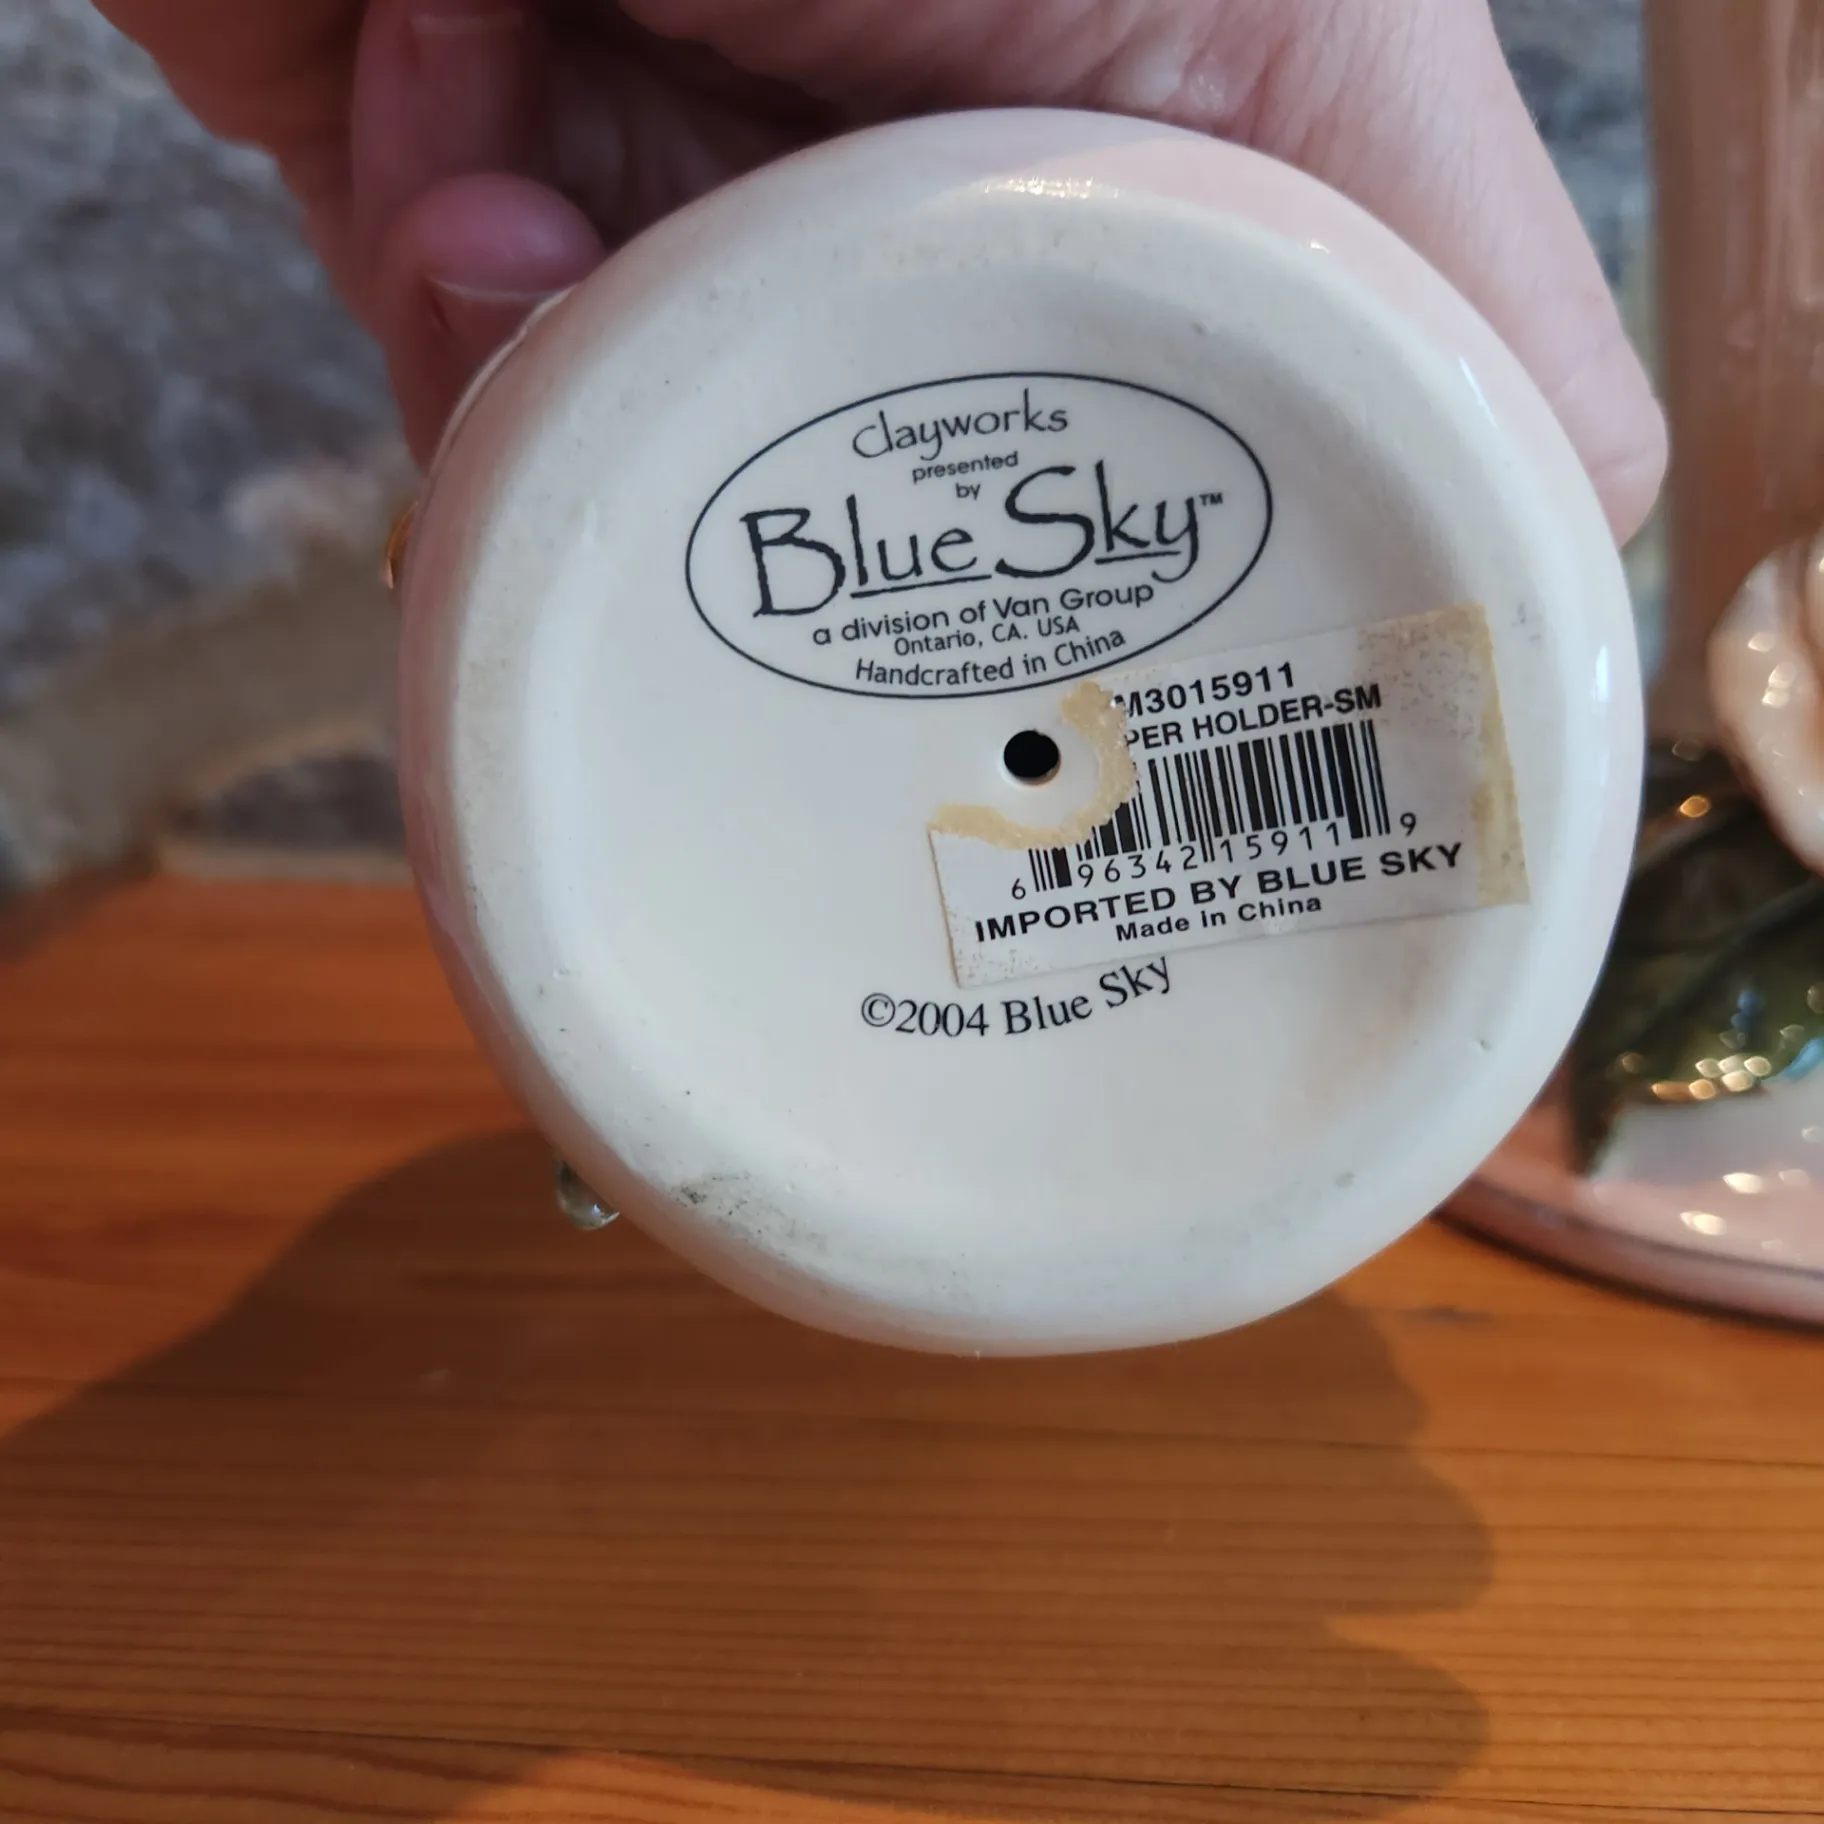 Clayworks
presented
by
Blue Sky™
a division of Van Group
Ontario, CA. USA
Handcrafted in China
M3015911
PER HOLDER-SM
6 96342 15911 9
IMPORTED BY BLUE SKY
Made in China
©2004 Blue Sky